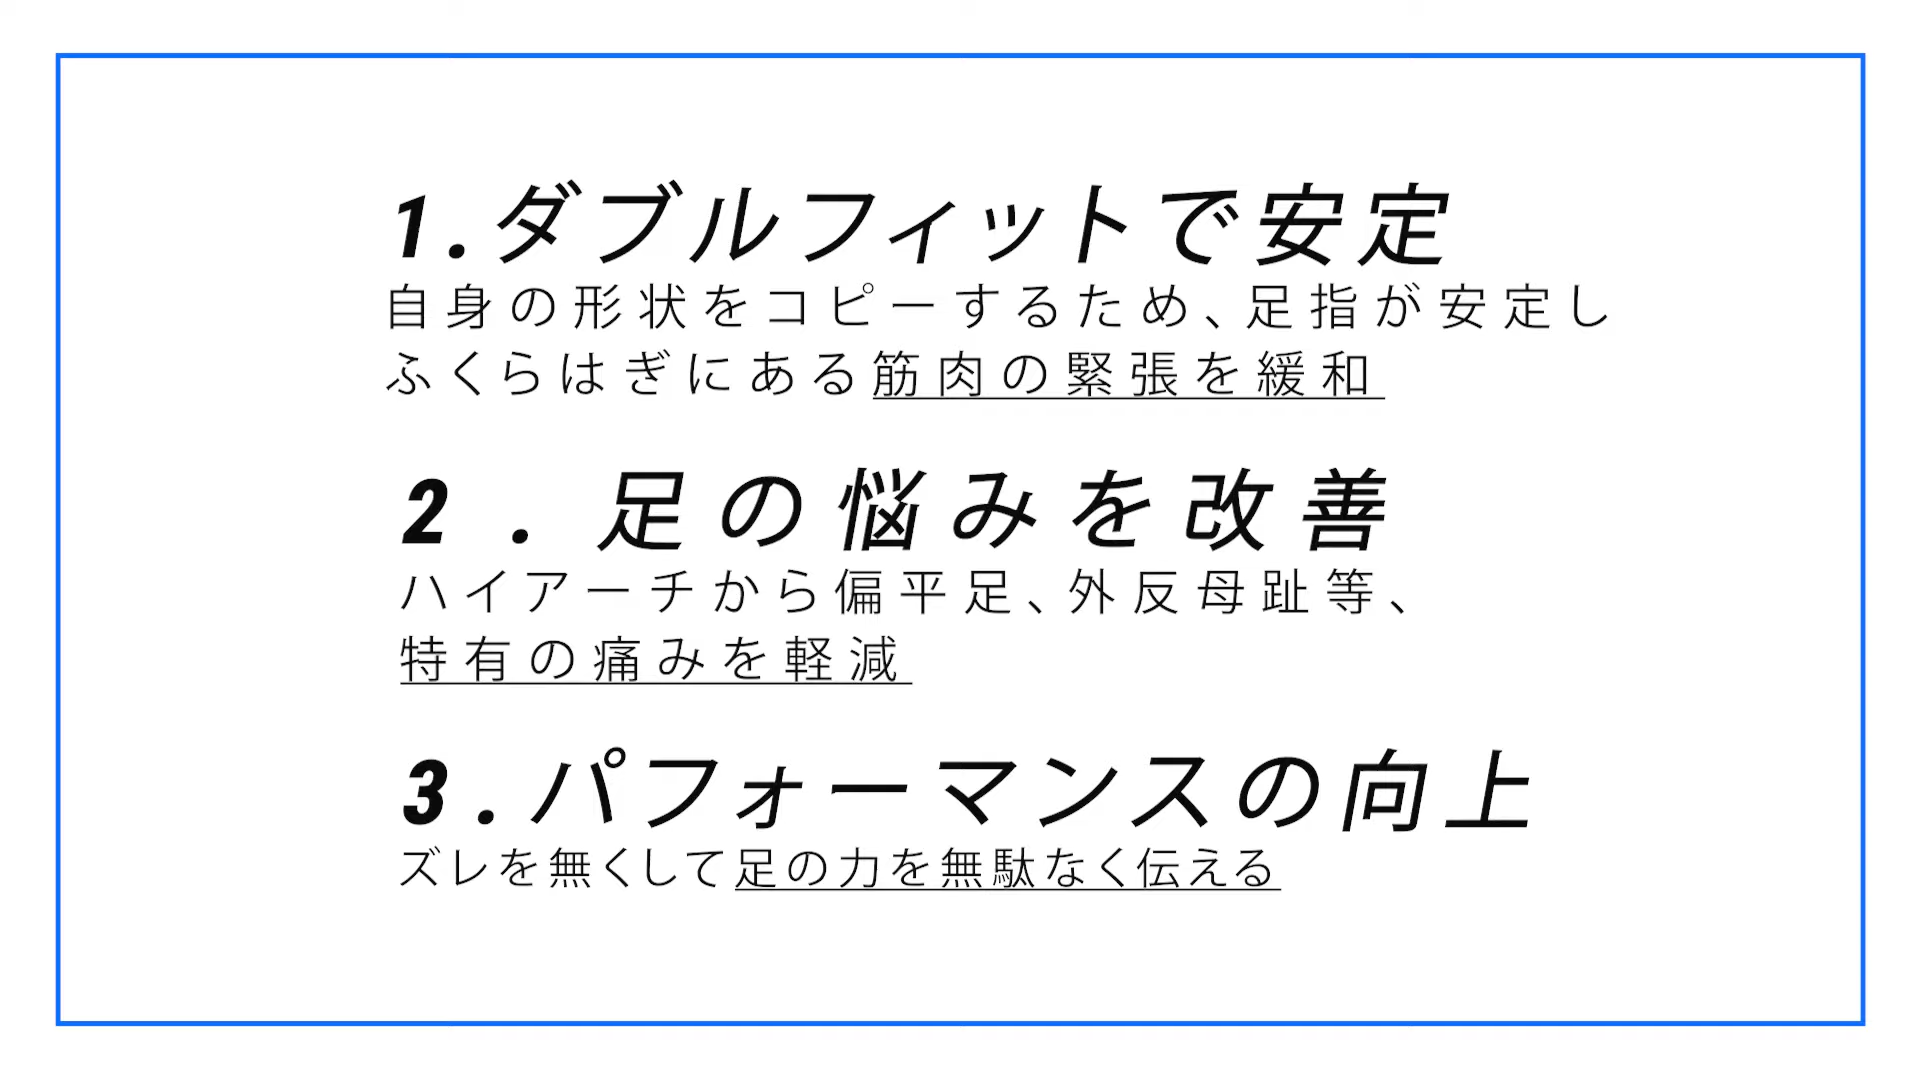 1.ダブルフィットで安定
自身の形状をコピーするため、足指が安定し
ふくらはぎにある筋肉の緊張を緩和
2.足の悩みを改善
ハイアーチから偏平足、外反母趾等、
特有の痛みを軽減
3.パフォーマンスの向上
ズレを無くして足の力を無駄なく伝える